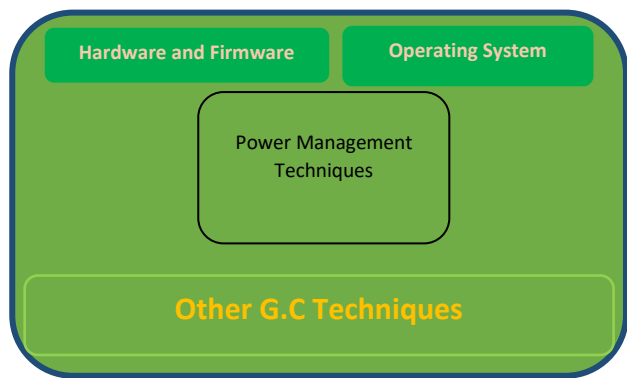 Hardware and Firmware
Operating System
Power Management
Techniques
Other G.C Techniques